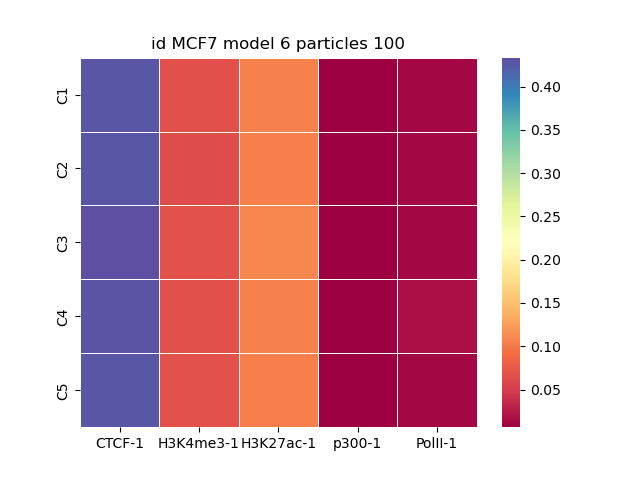 id MCF7 model 6 particles 100
C1
C2
C3
C4
C5
CTCF-1 H3K4me3-1 H3K27ac-1 p300-1 PolII-1
0.40
0.35
0.30
0.25
0.20
0.15
0.10
0.05